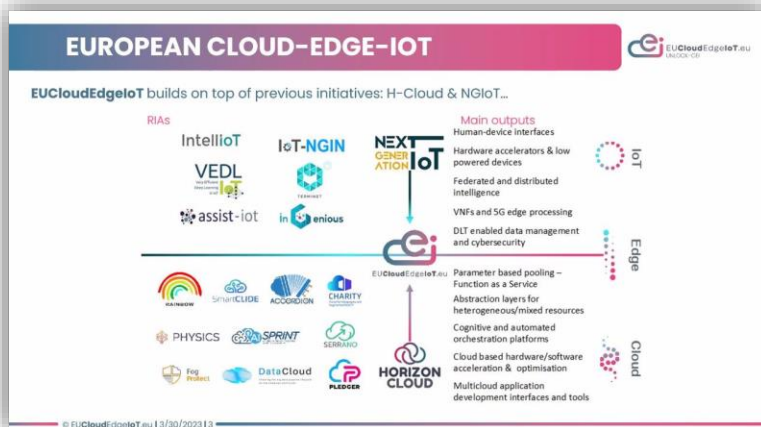 EUROPEAN CLOUD-EDGE-IOT
EUCloudEdgeIoT.eu
UNLOCK-CEI
EUCloudEdgeIoT builds on top of previous initiatives: H-Cloud & NGIoT...
RIAs
Main outputs
IntellIoT
IoT-NGIN
NEXT
GENER
ATION
IoT
VEDL
IoT
TERMINET
assist-iot
inGenious
Human-device interfaces
Hardware accelerators & low
powered devices
Federated and distributed
intelligence
VNFs and 5G edge processing
DLT enabled data management
and cybersecurity
IoT
Edge
EUCloudEdgeIoT.eu
RAINBOW
SmartCLIDE
ACCORDION
CHARITY
PHYSICS
AI SPRINT
SERRANO
Fog
Protect
DataCloud
PLEDGER
HORIZON
CLOUD
Parameter based pooling –
Function as a Service
Abstraction layers for
heterogeneous/mixed resources
Cognitive and automated
orchestration platforms
Cloud based hardware/software
acceleration & optimisation
Multicloud application
development interfaces and tools
Cloud
© EUCloudEdgeIoT.eu | 3/30/2023 | 3